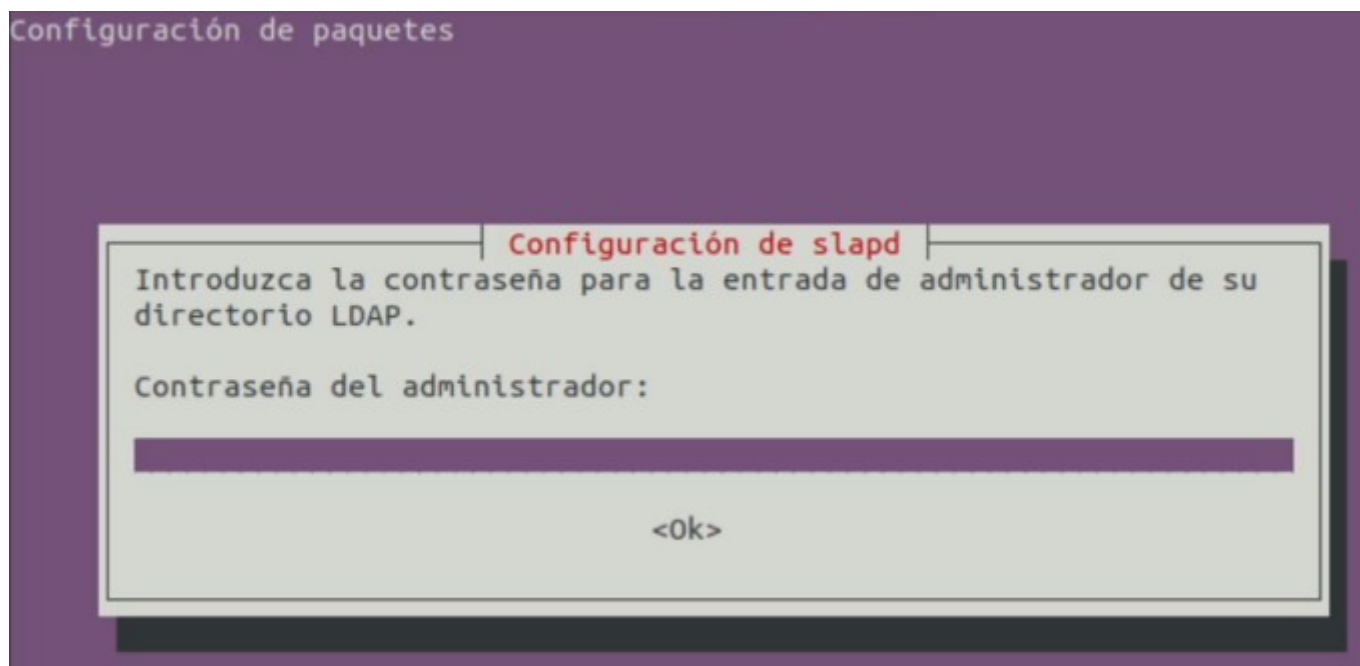 Configuración de paquetes
Configuración de slapd
Introduzca la contraseña para la entrada de administrador de su
directorio LDAP.
Contraseña del administrador:
<Ok>